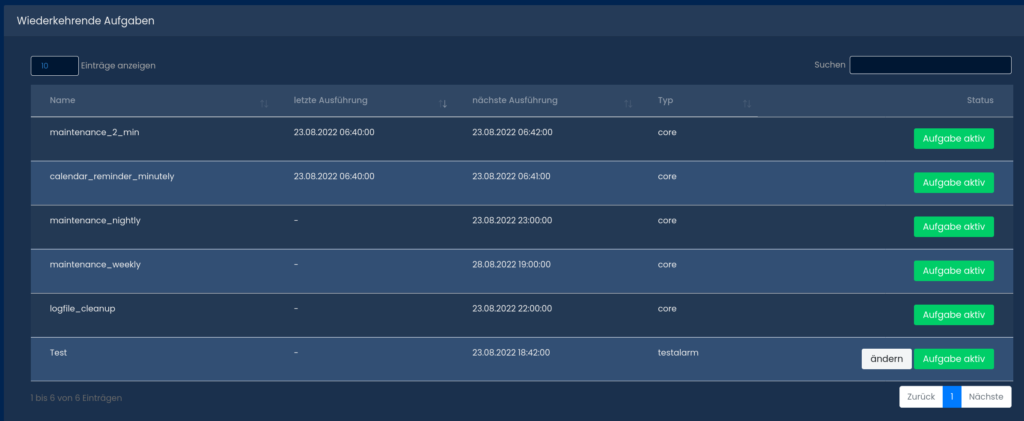 Wiederkehrende Aufgaben
10 Einträge anzeigen Suchen
Name letzte Ausführung nächste Ausführung Typ Status
maintenance_2_min 23.08.2022 06:40:00 23.08.2022 06:42:00 core Aufgabe aktiv
calendar_reminder_minutely 23.08.2022 06:40:00 23.08.2022 06:41:00 core Aufgabe aktiv
maintenance_nightly - 23.08.2022 23:00:00 core Aufgabe aktiv
maintenance_weekly - 28.08.2022 19:00:00 core Aufgabe aktiv
logfile_cleanup - 23.08.2022 22:00:00 core Aufgabe aktiv
Test - 23.08.2022 18:42:00 testalarm ändern Aufgabe aktiv
1 bis 6 von 6 Einträgen Zurück 1 Nächste